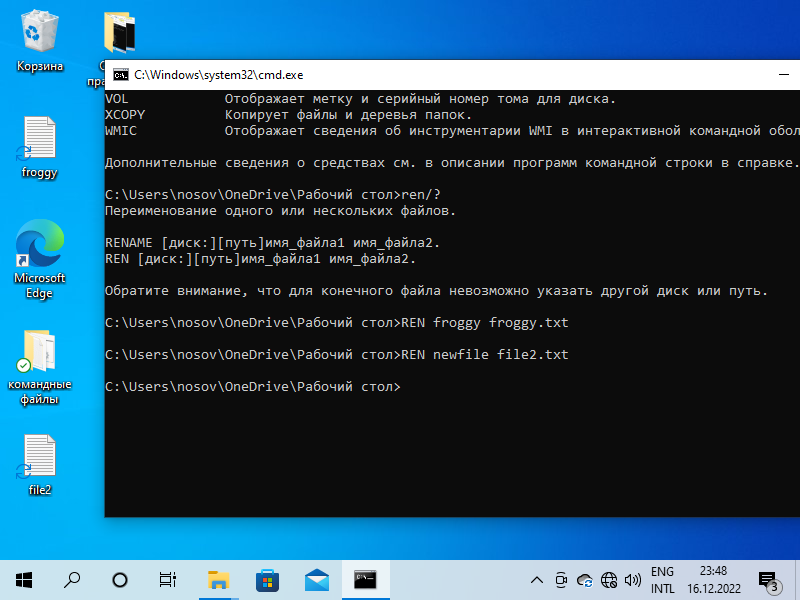 Корзина
froggy
Microsoft
Edge
командные
файлы
file2
C:\Windows\system32\cmd.exe
VOL Отображает метку и серийный номер тома для диска.
XCOPY Копирует файлы и деревья папок.
WMIC Отображает сведения об инструментарии WMI в интерактивной командной обол
Дополнительные сведения о средствах см. в описании программ командной строки в справке.
C:\Users\nosov\OneDrive\Рабочий стол>ren/?
Переименование одного или нескольких файлов.
RENAME [диск:][путь]имя_файла1 имя_файла2.
REN [диск:][путь]имя_файла1 имя_файла2.
Обратите внимание, что для конечного файла невозможно указать другой диск или путь.
C:\Users\nosov\OneDrive\Рабочий стол>REN froggy froggy.txt
C:\Users\nosov\OneDrive\Рабочий стол>REN newfile file2.txt
C:\Users\nosov\OneDrive\Рабочий стол>
ENG
INTL
23:48
16.12.2022
3